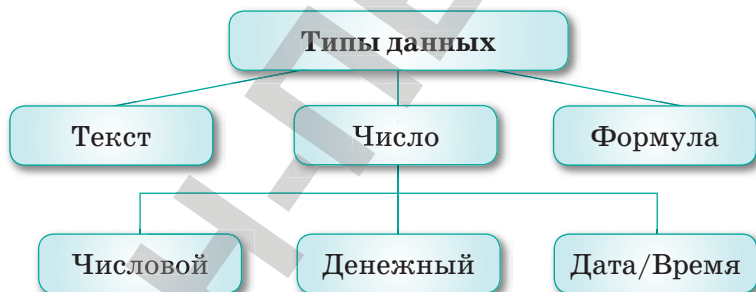 Типы данных
Текст
Число
Формула
Числовой
Денежный
Дата/Время